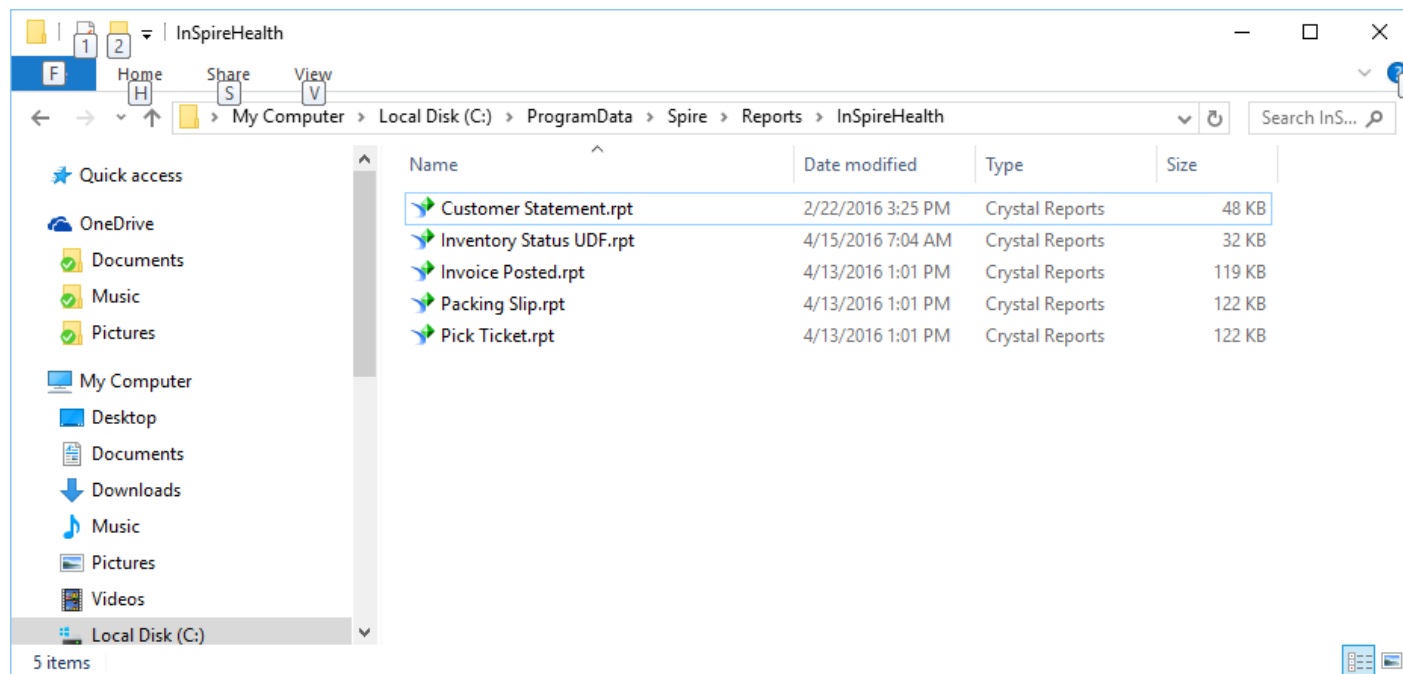 InSpireHealth
1 2
F Home Share View
H S V
My Computer > Local Disk (C:) > ProgramData > Spire > Reports > InSpireHealth
Search InS...
Quick access
OneDrive
Documents
Music
Pictures
My Computer
Desktop
Documents
Downloads
Music
Pictures
Videos
Local Disk (C:)
Name Date modified Type Size
Customer Statement.rpt 2/22/2016 3:25 PM Crystal Reports 48 KB
Inventory Status UDF.rpt 4/15/2016 7:04 AM Crystal Reports 32 KB
Invoice Posted.rpt 4/13/2016 1:01 PM Crystal Reports 119 KB
Packing Slip.rpt 4/13/2016 1:01 PM Crystal Reports 122 KB
Pick Ticket.rpt 4/13/2016 1:01 PM Crystal Reports 122 KB
5 items